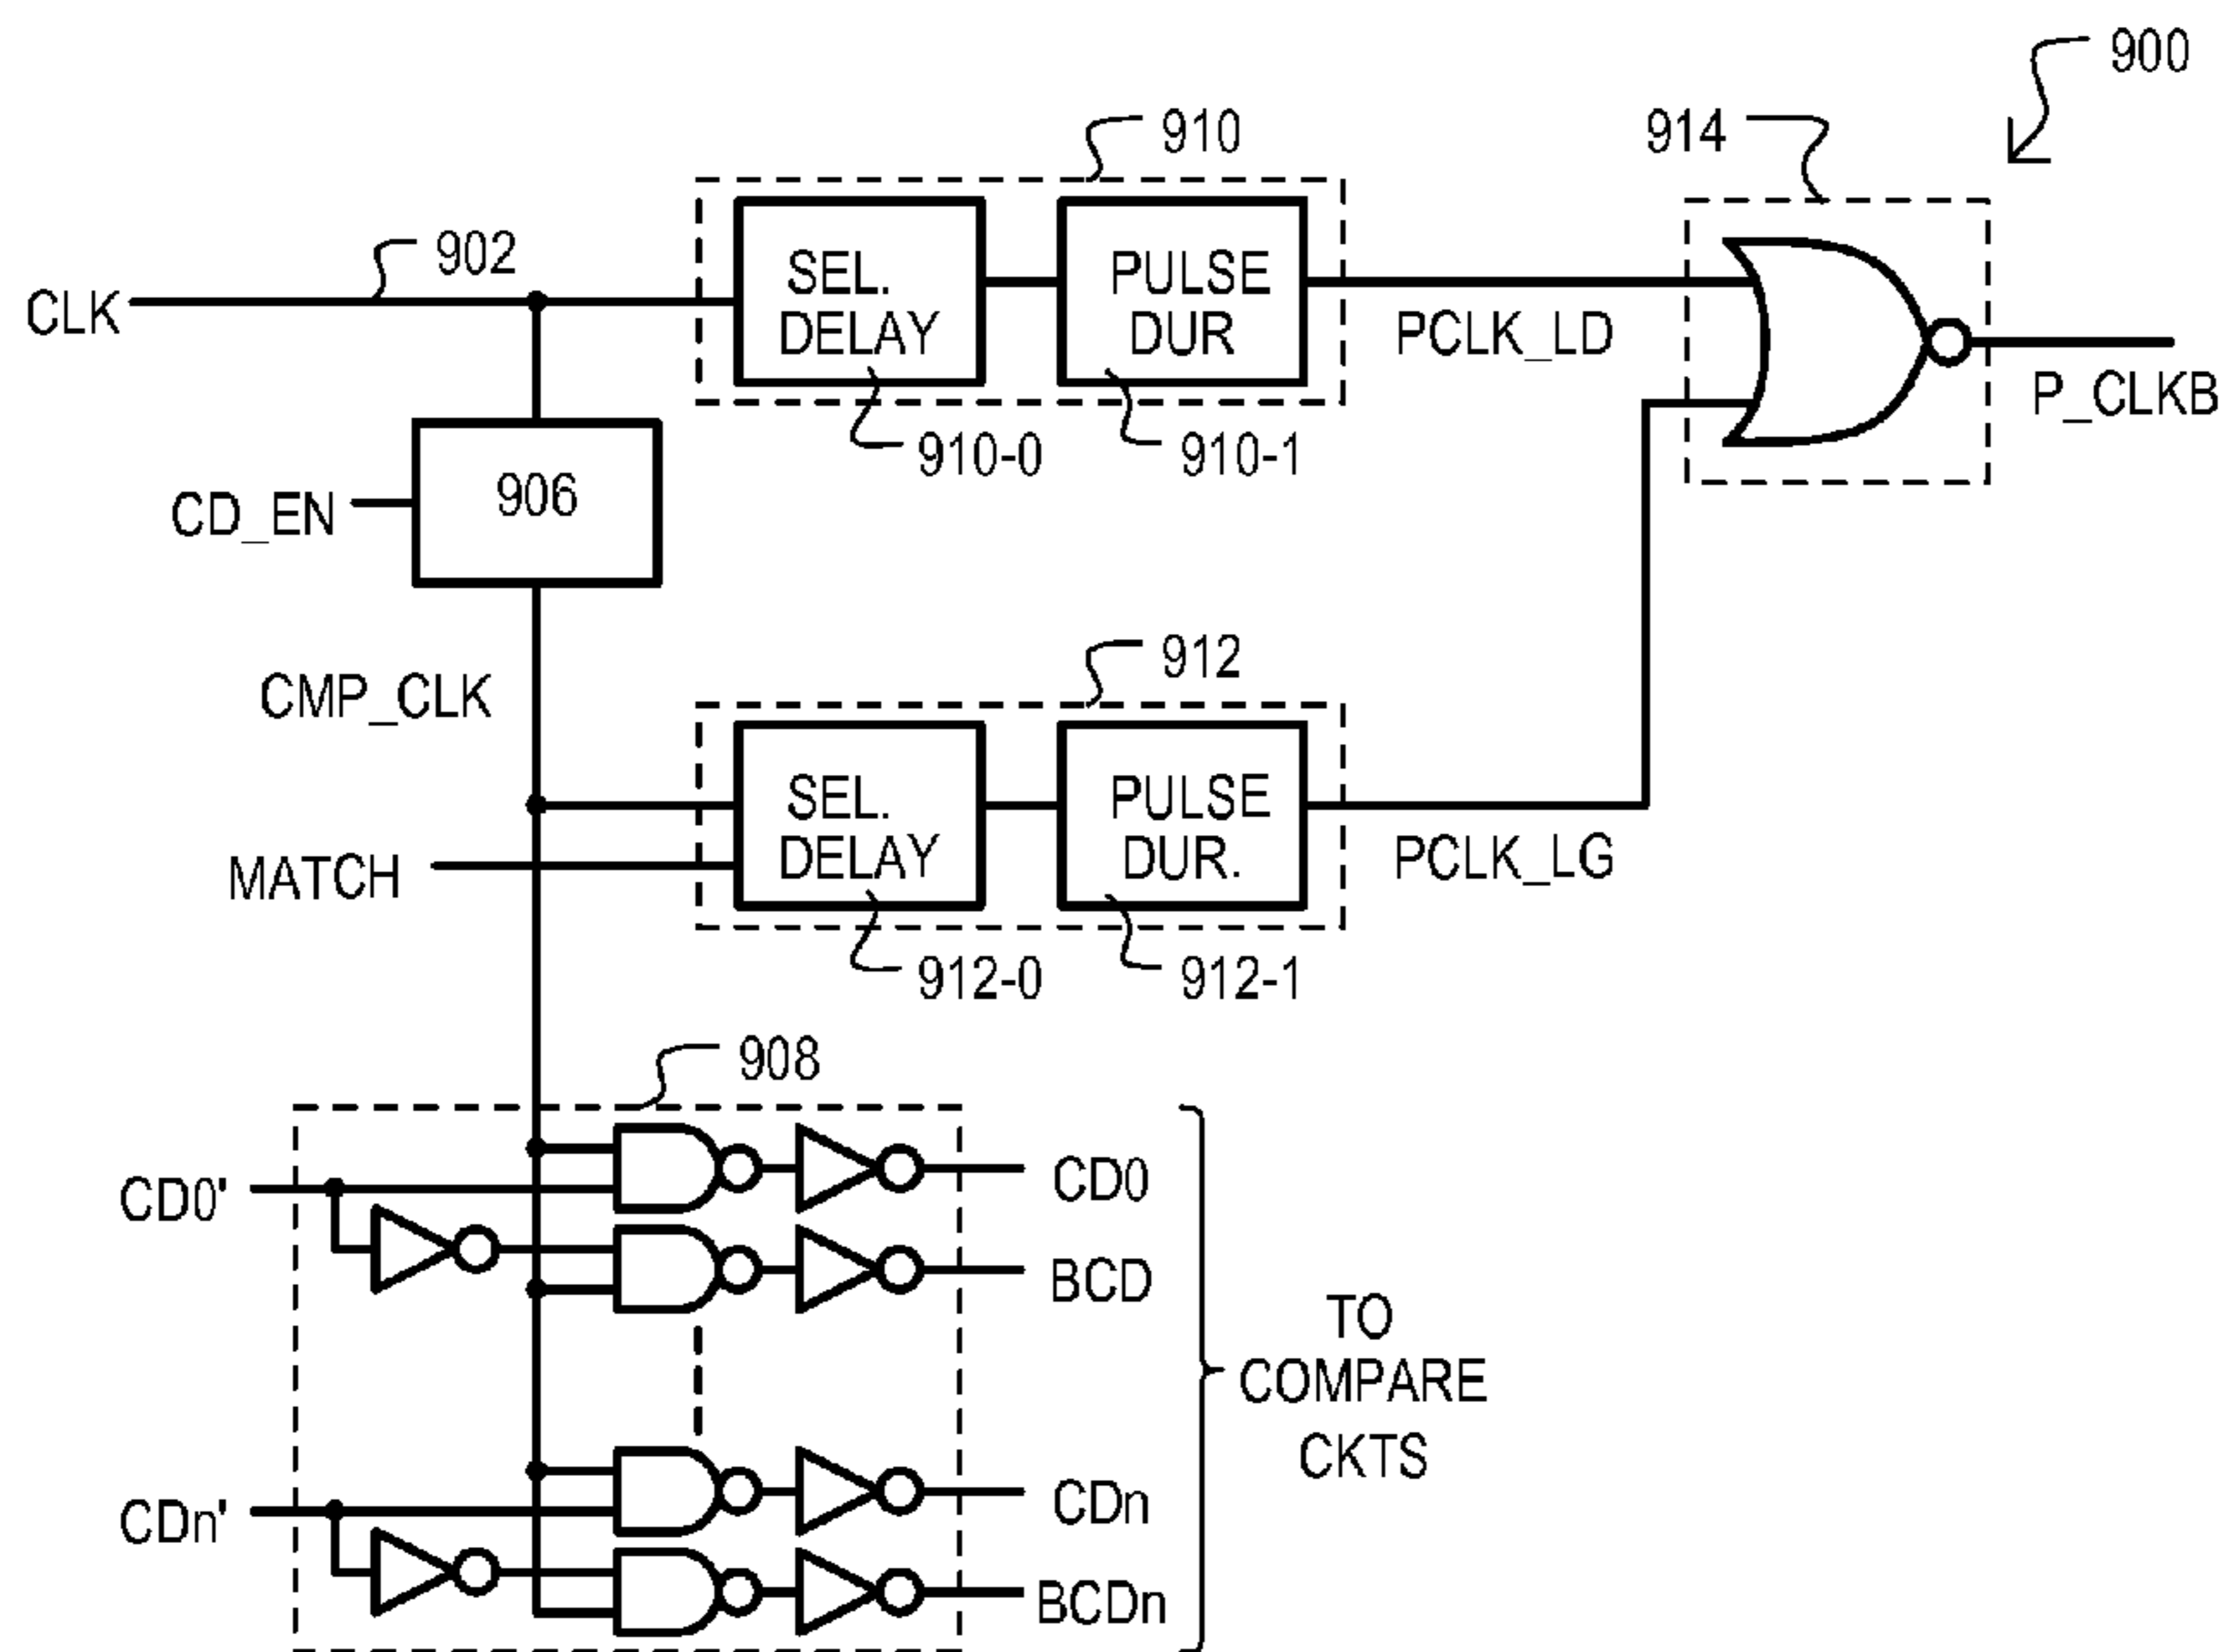 900
910
914
902
CLK
SEL.
DELAY
PULSE
DUR
PCLK_LD
P_CLKB
910-0
910-1
CD_EN
906
912
CMP_CLK
SEL.
DELAY
PULSE
DUR.
MATCH
PCLK_LG
912-0
912-1
908
CD0'
CD0
BCD
TO
COMPARE
CKTS
CDn'
CDn
BCDn